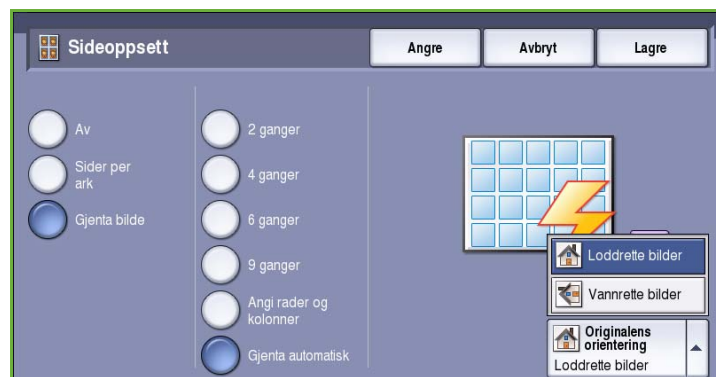 Sideoppsett
Angre
Avbryt
Lagre
Av
Sider per
ark
Gjenta bilde
2 ganger
4 ganger
6 ganger
9 ganger
Angi rader og
kolonner
Gjenta automatisk
Loddrette bilder
Vannrette bilder
Originalens
orientering
Loddrette bilder